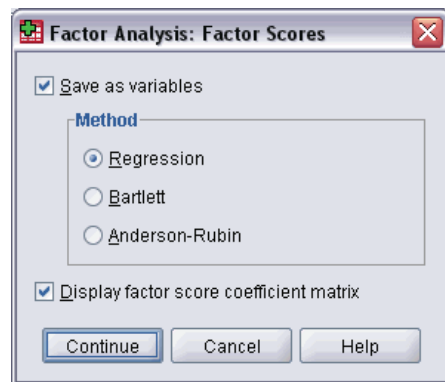 Factor Analysis: Factor Scores
Save as variables
Method
Regression
Bartlett
Anderson-Rubin
Display factor score coefficient matrix
Continue Cancel Help